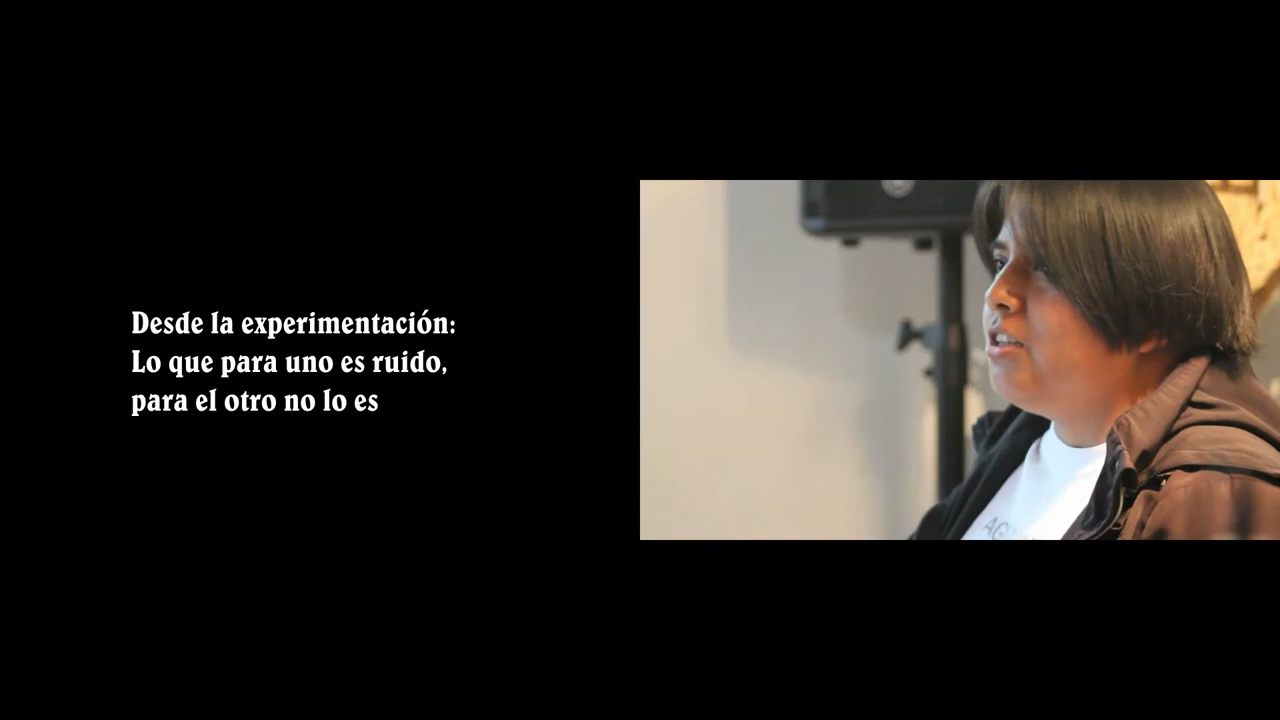 Desde la experimentación:
Lo que para uno es ruido,
para el otro no lo es